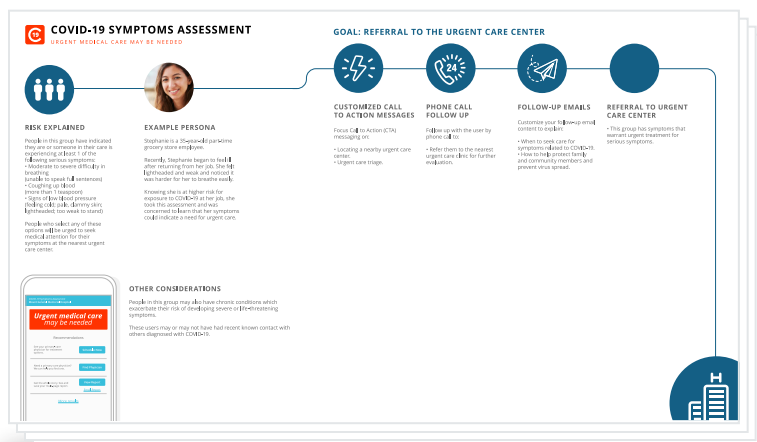 19
COVID-19 SYMPTOMS ASSESSMENT
URGENT MEDICAL CARE MAY BE NEEDED
GOAL: REFERRAL TO THE URGENT CARE CENTER
24
RISK EXPLAINED
People in this group have indicated
they are or someone in their care is
experiencing at least 1 of the
following serious symptoms:
• Moderate to severe difficulty in
breathing
(unable to speak full sentences)
• Coughing up blood
(more than 1 teaspoon)
• Signs of low blood pressure
(feeling cold; pale, clammy skin;
lightheaded; too weak to stand)
People who select any of these
options will be urged to seek
medical attention for their
symptoms at the nearest urgent
care center.
EXAMPLE PERSONA
Stephanie is a 35-year-old part-time
grocery store employee.
Recently, Stephanie began to feel ill
after returning from her job. She felt
lightheaded and weak and noticed it
was harder for her to breathe easily.
Knowing she is at higher risk for
exposure to COVID-19 at her job, she
took this assessment and was
concerned to learn that her symptoms
could indicate a need for urgent care.
CUSTOMIZED CALL
TO ACTION MESSAGES
Focus Call to Action (CTA)
messaging on:
• Locating a nearby urgent care
center.
• Urgent care triage.
PHONE CALL
FOLLOW UP
Follow up with the user by
phone call to:
• Refer them to the nearest
urgent care clinic for further
evaluation.
FOLLOW-UP EMAILS
Customize your follow-up email
content to explain:
• When to seek care for
symptoms related to COVID-19.
• How to help protect family
and community members and
prevent virus spread.
REFERRAL TO URGENT
CARE CENTER
• This group has symptoms that
warrant urgent treatment for
serious symptoms.
OTHER CONSIDERATIONS
People in this group may also have chronic conditions which
exacerbate their risk of developing severe or life-threatening
symptoms.
These users may or may not have had recent known contact with
others diagnosed with COVID-19.
Urgent medical care
may be needed
Recommendations
H